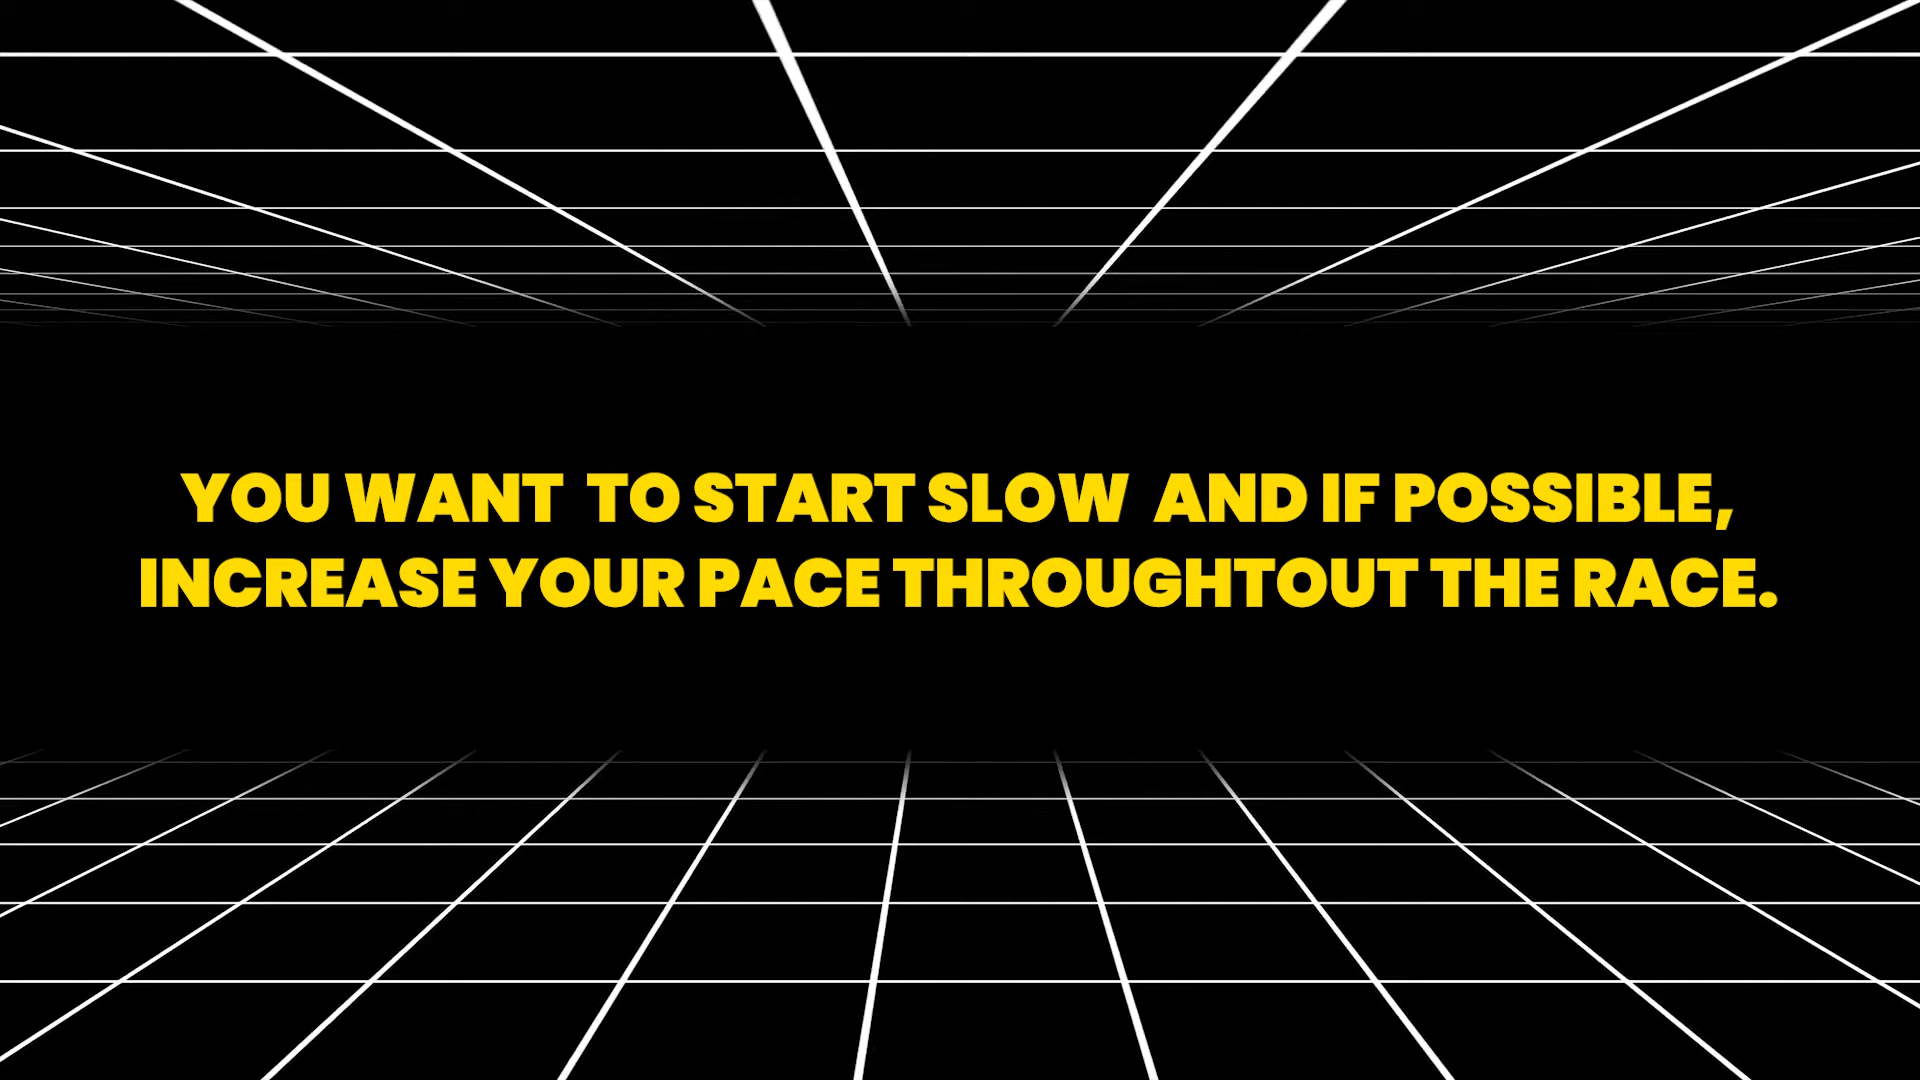 YOU WANT  TO START SLOW  AND IF POSSIBLE,
INCREASE YOUR PACE THROUGHTOUT THE RACE.